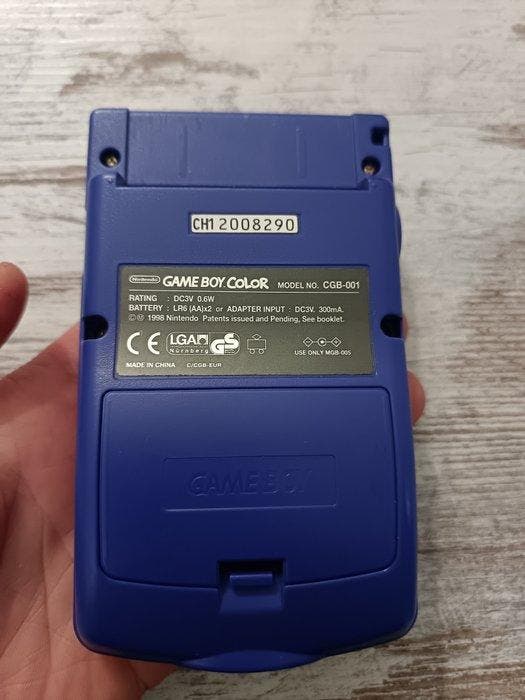 CH12008290
Nintendo GAME BOY COLOR MODEL NO. CGB-001
RATING : DC3V 0.6W
BATTERY : LR6 (AA)x2 or ADAPTER INPUT : DC3V 300mA.
©Ⓜ 1998 Nintendo Patents issued and Pending, See booklet.
CE LGA Nürnberg GS
USE ONLY MGB-005
MADE IN CHINA C/CGB-EUR
GAME BOY